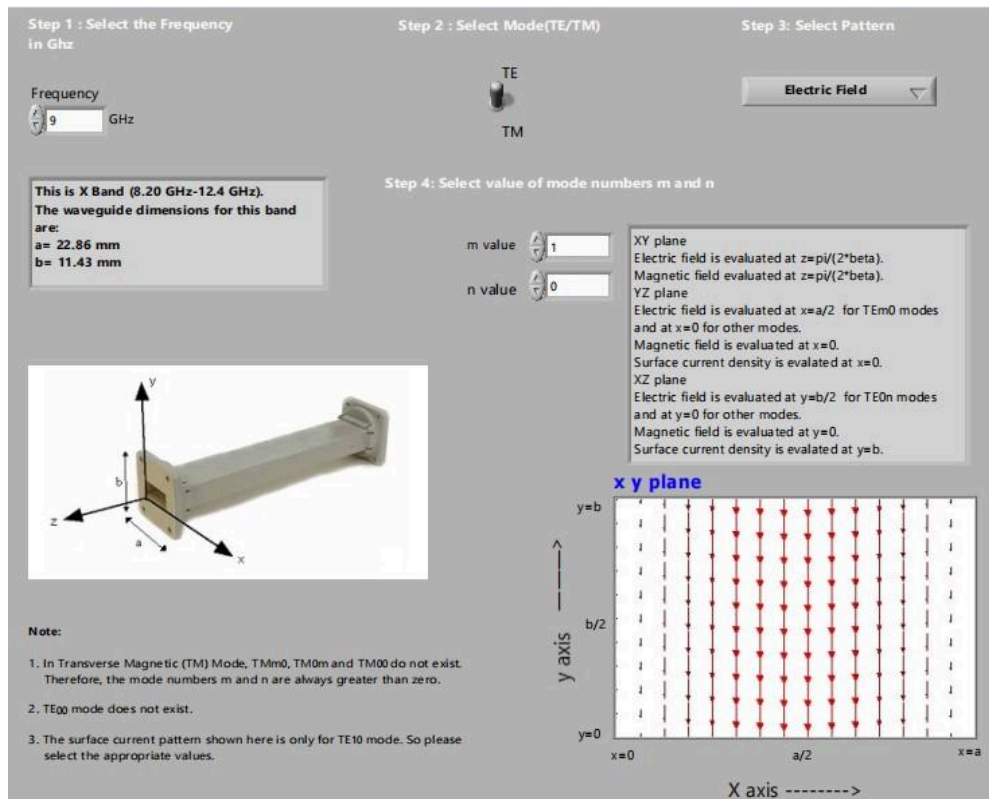 Step 1 : Select the Frequency
in Ghz
Step 2 : Select Mode(TE/TM)
Step 3: Select Pattern
Frequency
9
GHz
TE
TM
Electric Field
This is X Band (8.20 GHz-12.4 GHz).
The waveguide dimensions for this band
are:
a= 22.86 mm
b= 11.43 mm
Step 4: Select value of mode numbers m and n
m value
1
n value
0
XY plane
Electric field is evaluated at z=pi/(2*beta).
Magnetic field evaluated at z=pi/(2*beta).
YZ plane
Electric field is evaluated at x=a/2 for TEm0 modes
and at x=0 for other modes.
Magnetic field is evaluated at x=0.
Surface current density is evalated at x=0.
XZ plane
Electric field is evaluated at y=b/2 for TE0n modes
and at y=0 for other modes.
Magnetic field is evaluated at y=0.
Surface current density is evalated at y=b.
y
b
z
a
x
x y plane
y=b
b/2
y=0
y axis ---->
x=0
a/2
x=a
X axis -------->
Note:
1. In Transverse Magnetic (TM) Mode, TMm0, TM0m and TM00 do not exist.
Therefore, the mode numbers m and n are always greater than zero.
2. TE00 mode does not exist.
3. The surface current pattern shown here is only for TE10 mode. So please
select the appropriate values.